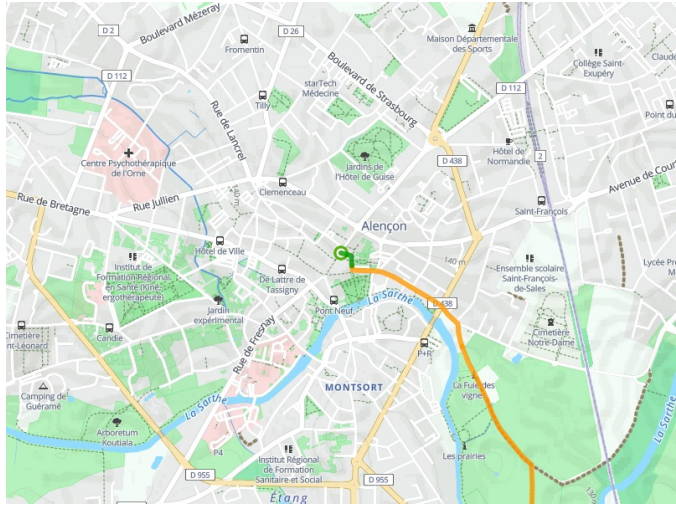 Boulevard Mézeray
D 2
D 26
Fromentin
Maison Départementale
des Sports
Collège Saint-
Exupéry
Claude
D 112
Boulevard de Strasbourg
starTech
Médecine
Tilly
D 112
Point du
Rue de Lancrel
Centre Psychothérapique
de l'Orne
Jardins de
l'Hôtel de Guise
D 438
Hôtel de
Normandie
2
Avenue de Cour
Clemenceau
140 m
Rue de Bretagne
Rue Jullien
Saint-François
Alençon
Hôtel de Ville
140 m
Institut de
Formation Régional
en Santé (Kiné,
ergothérapeute)
De Lattre de
Tassigny
Ensemble scolaire
Saint-François-
de-Sales
Lycée Pr
M
La Sarthe
D 438
Jardin
expérimental
Pont Neuf
Cimetière
nt-Léonard
Candie
Rue de Fresnay
Cimetière
Notre-Dame
P+R
MONTSORT
La Fuie des
vignes
Camping de
Guéramé
La Sarthe
La Sarthe
Arboretum
Koutiala
P4
Les prairies
Institut Régional
de Formation
Sanitaire et Social
D 955
D 955
130 m
Étang